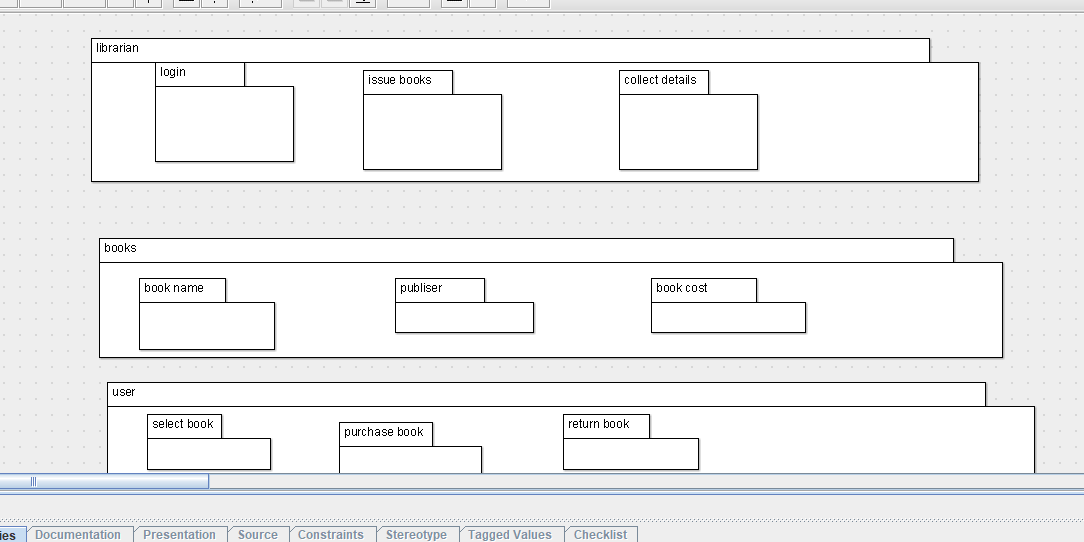 librarian
login
issue books
collect details
books
book name
publiser
book cost
user
select book
purchase book
return book
Documentation
Presentation
Source
Constraints
Stereotype
Tagged Values
Checklist